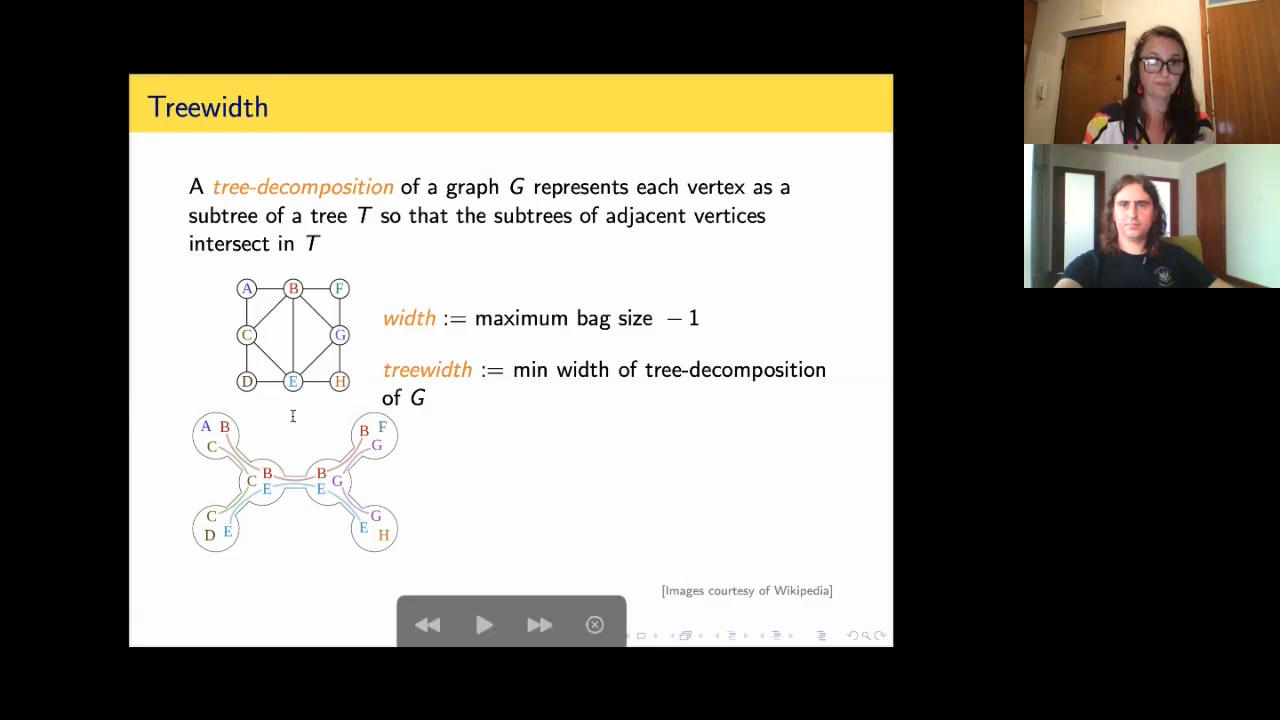 Treewidth
A tree-decomposition of a graph G represents each vertex as a
subtree of a tree T so that the subtrees of adjacent vertices
intersect in T
A B F
C G
D E H
width := maximum bag size − 1
treewidth := min width of tree-decomposition
of G
A B
C
B F
G
C B
E
B G
E
C
D E
G
E H
[Images courtesy of Wikipedia]